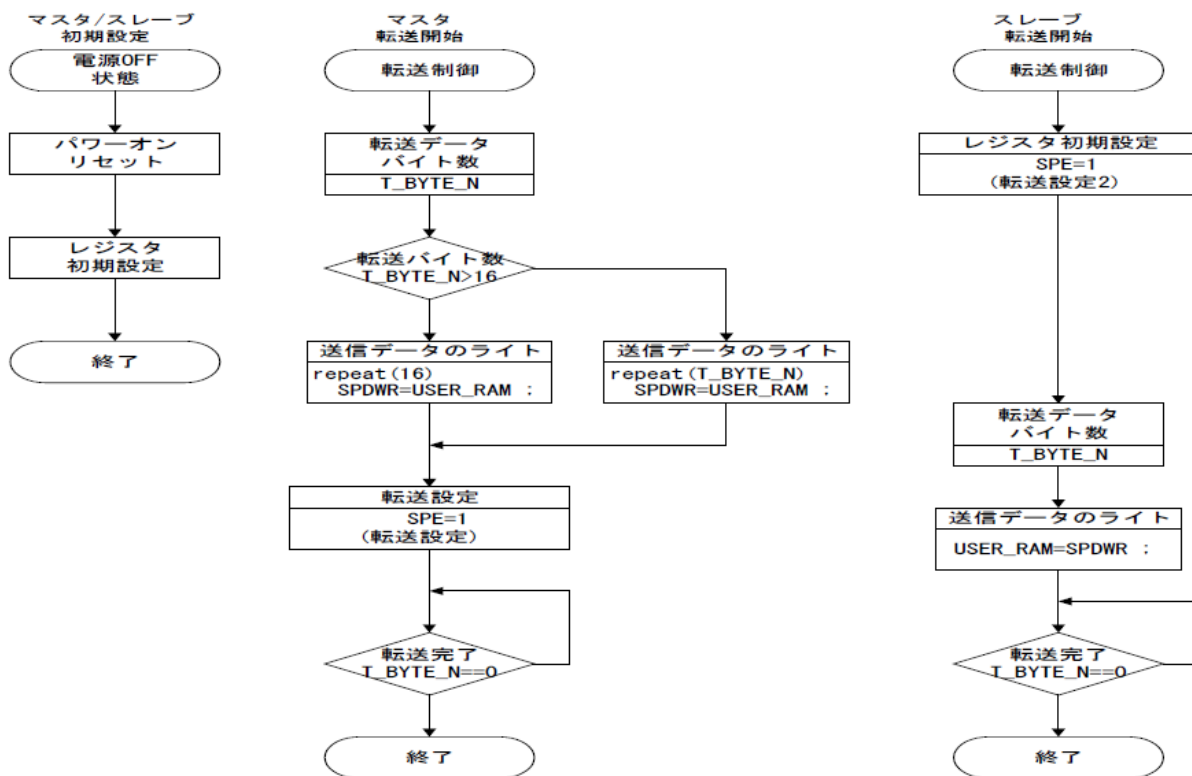 マスタ/スレーブ
初期設定
電源OFF
状態
パワーオン
リセット
レジスタ
初期設定
終了
マスタ
転送開始
転送制御
転送データ
バイト数
T_BYTE_N
転送バイト数
T_BYTE_N>16
送信データのライト
repeat(16)
SPDWR=USER_RAM ;
送信データのライト
repeat(T_BYTE_N)
SPDWR=USER_RAM ;
転送設定
SPE=1
(転送設定)
転送完了
T_BYTE_N==0
終了
スレーブ
転送開始
転送制御
レジスタ初期設定
SPE=1
(転送設定2)
転送データ
バイト数
T_BYTE_N
送信データのライト
USER_RAM=SPDWR ;
転送完了
T_BYTE_N==0
終了